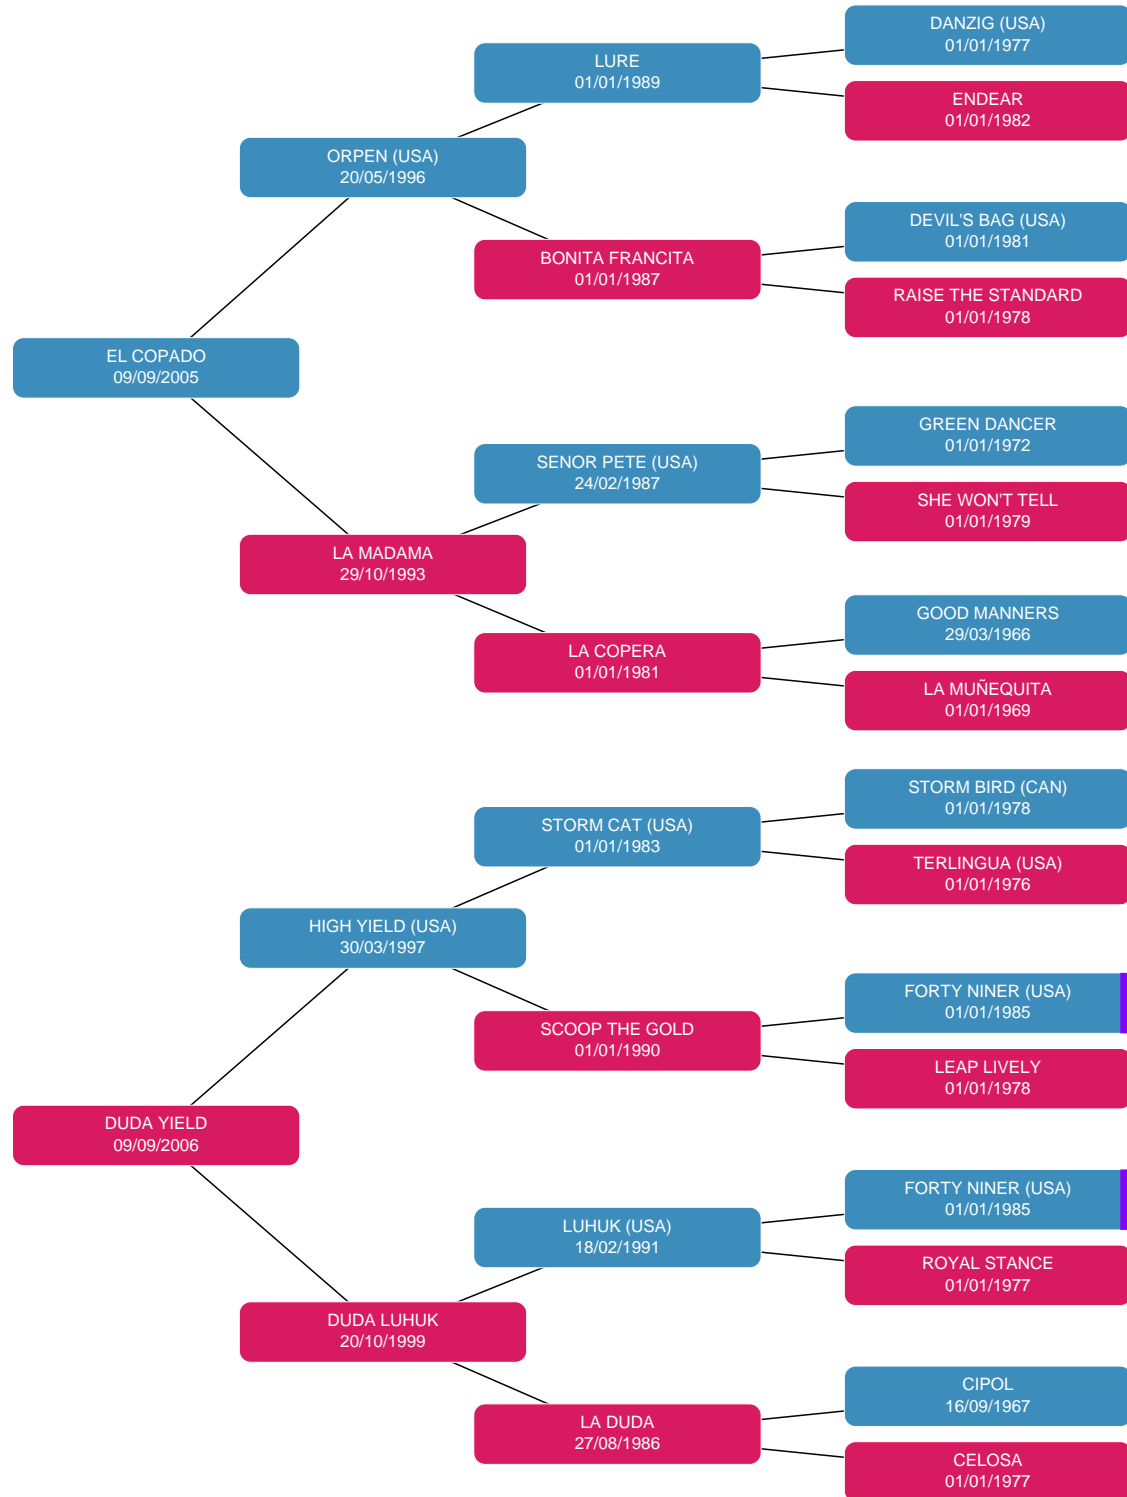 DANZIG (USA)
01/01/1977
LURE
01/01/1989
ENDEAR
01/01/1982
ORPEN (USA)
20/05/1996
DEVIL'S BAG (USA)
01/01/1981
BONITA FRANCITA
01/01/1987
RAISE THE STANDARD
01/01/1978
EL COPADO
09/09/2005
GREEN DANCER
01/01/1972
SENOR PETE (USA)
24/02/1987
SHE WON'T TELL
01/01/1979
LA MADAMA
29/10/1993
GOOD MANNERS
29/03/1966
LA COPERA
01/01/1981
LA MUÑEQUITA
01/01/1969
STORM BIRD (CAN)
01/01/1978
STORM CAT (USA)
01/01/1983
TERLINGUA (USA)
01/01/1976
HIGH YIELD (USA)
30/03/1997
FORTY NINER (USA)
01/01/1985
SCOOP THE GOLD
01/01/1990
LEAP LIVELY
01/01/1978
DUDA YIELD
09/09/2006
FORTY NINER (USA)
01/01/1985
LUHUK (USA)
18/02/1991
ROYAL STANCE
01/01/1977
DUDA LUHUK
20/10/1999
CIPOL
16/09/1967
LA DUDA
27/08/1986
CELOSA
01/01/1977